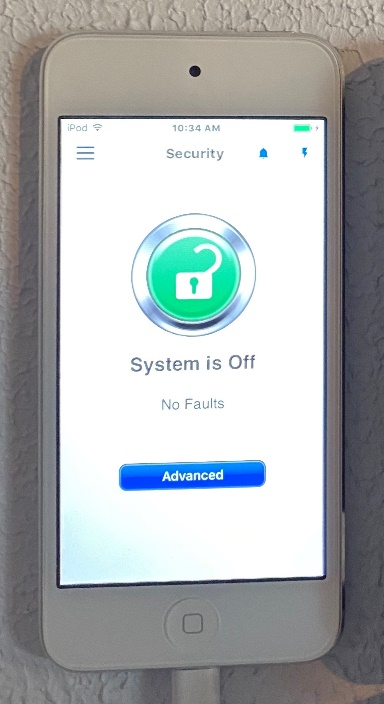 iPod
10:34 AM
Security
System is Off
No Faults
Advanced